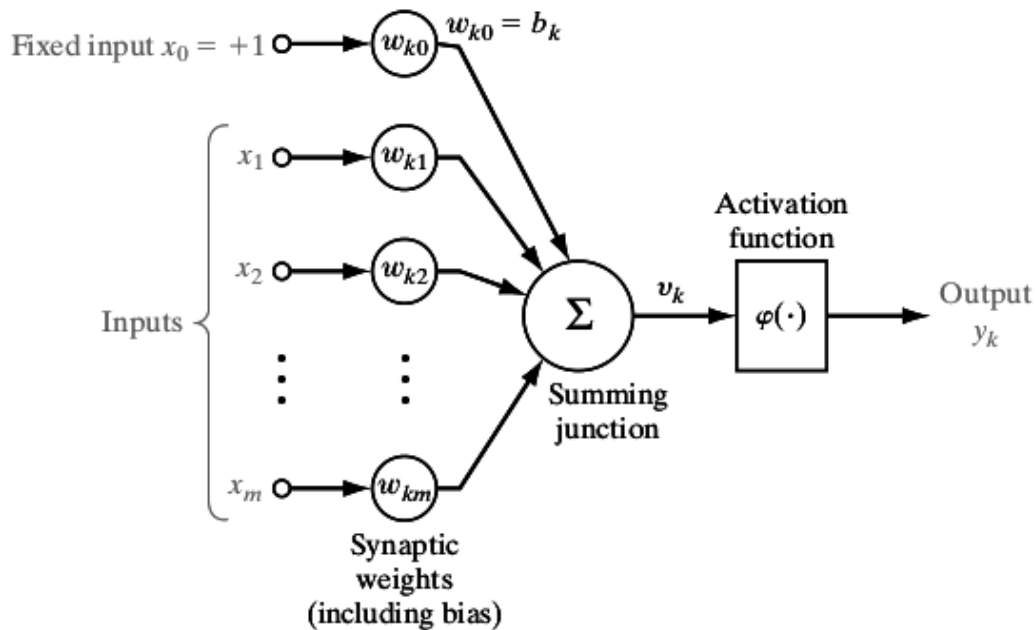 Fixed input x₀ = +1
wₖ₀
wₖ₀ = bₖ
x₁
wₖ₁
x₂
wₖ₂
Inputs
⋮
⋮
xₘ
wₖₘ
Synaptic
weights
(including bias)
Σ
Summing
junction
vₖ
Activation
function
φ(·)
Output
yₖ